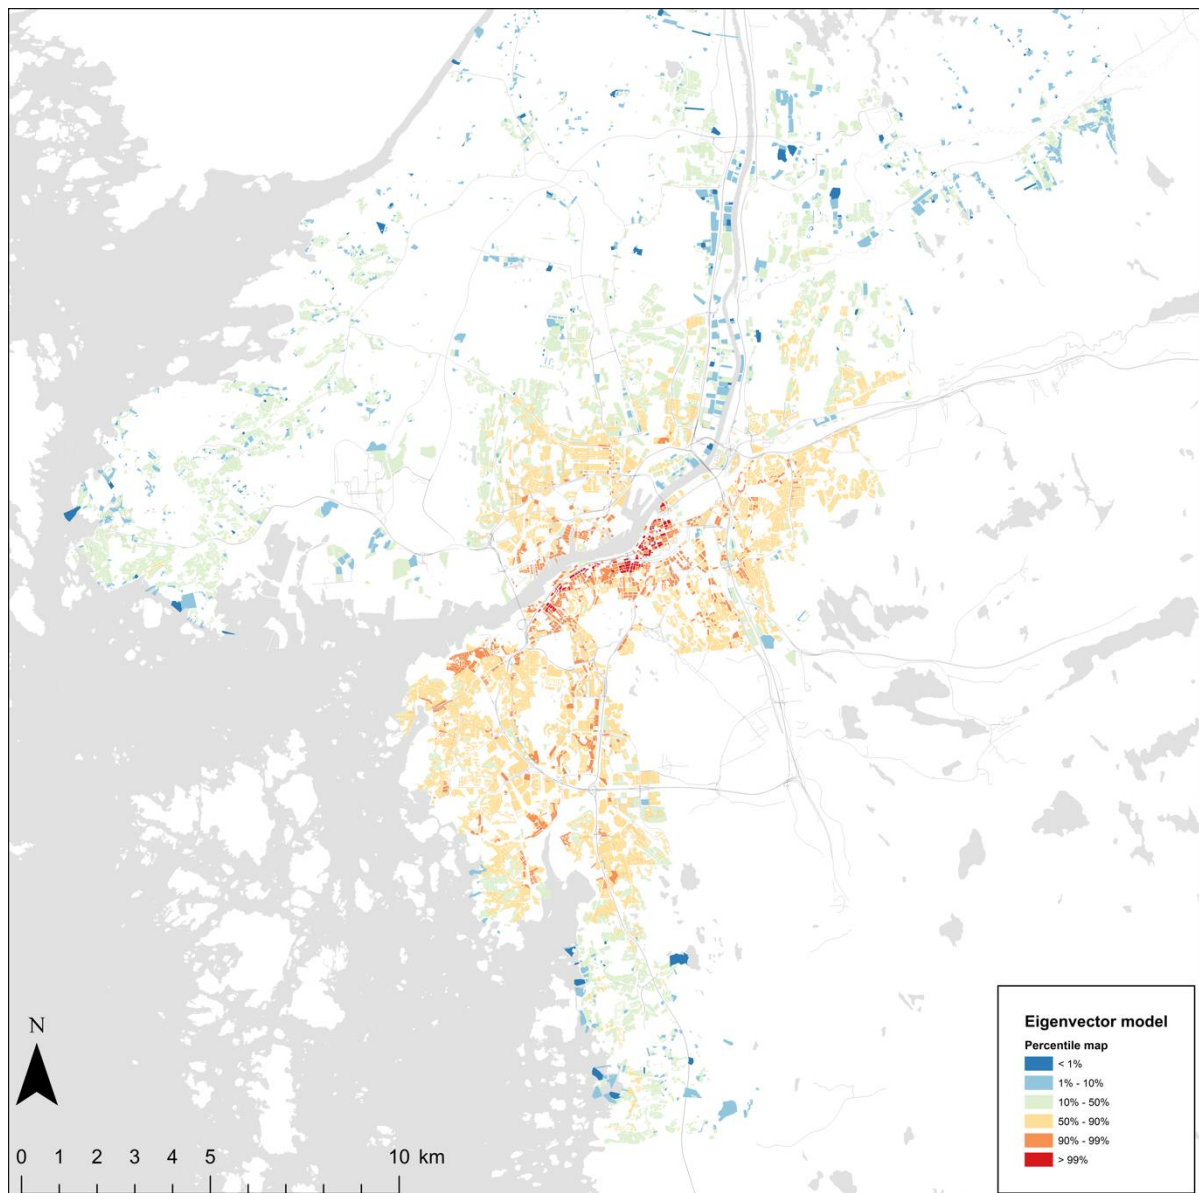 N
0 1 2 3 4 5 10 km
Eigenvector model
Percentile map
< 1%
1% - 10%
10% - 50%
50% - 90%
90% - 99%
> 99%